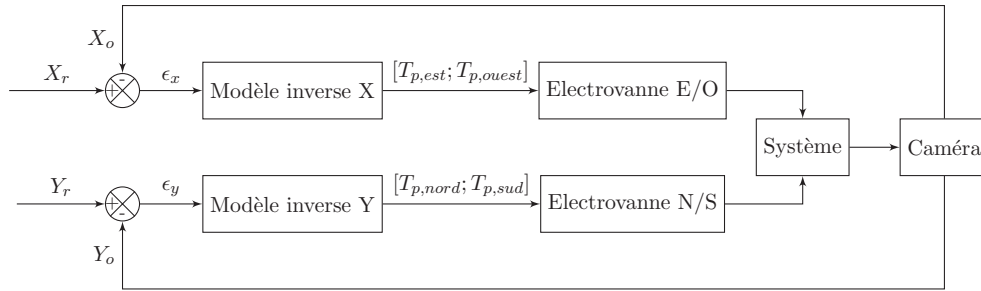 X_o
-
X_r
+
ϵ_x
Modèle inverse X
[T_{p,est}; T_{p,ouest}]
Electrovanne E/O
Système
Caméra
Y_r
+
-
ϵ_y
Modèle inverse Y
[T_{p,nord}; T_{p,sud}]
Electrovanne N/S
Y_o